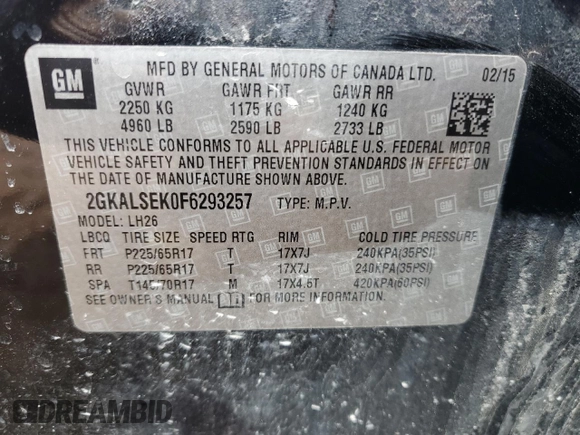 GM
MFD BY GENERAL MOTORS OF CANADA LTD. 02/15
GVWR GAWR FRT GAWR RR
2250 KG 1175 KG 1240 KG
4960 LB 2590 LB 2733 LB
THIS VEHICLE CONFORMS TO ALL APPLICABLE U.S. FEDERAL MOTOR
VEHICLE SAFETY AND THEFT PREVENTION STANDARDS IN EFFECT ON
THE DATE OF MANUFACTURE SHOWN ABOVE.
2GKALSEK0F6293257 TYPE: M.P.V.
MODEL: LH26
LBCQ TIRE SIZE SPEED RTG RIM COLD TIRE PRESSURE
FRT P225/65R17 T 17X7J 240KPA(35PSI)
RR P225/65R17 T 17X7J 240KPA(35PSI)
SPA T145/70R17 M 17X4.5T 420KPA(60PSI)
SEE OWNER'S MANUAL FOR MORE INFORMATION.
DREAMBID